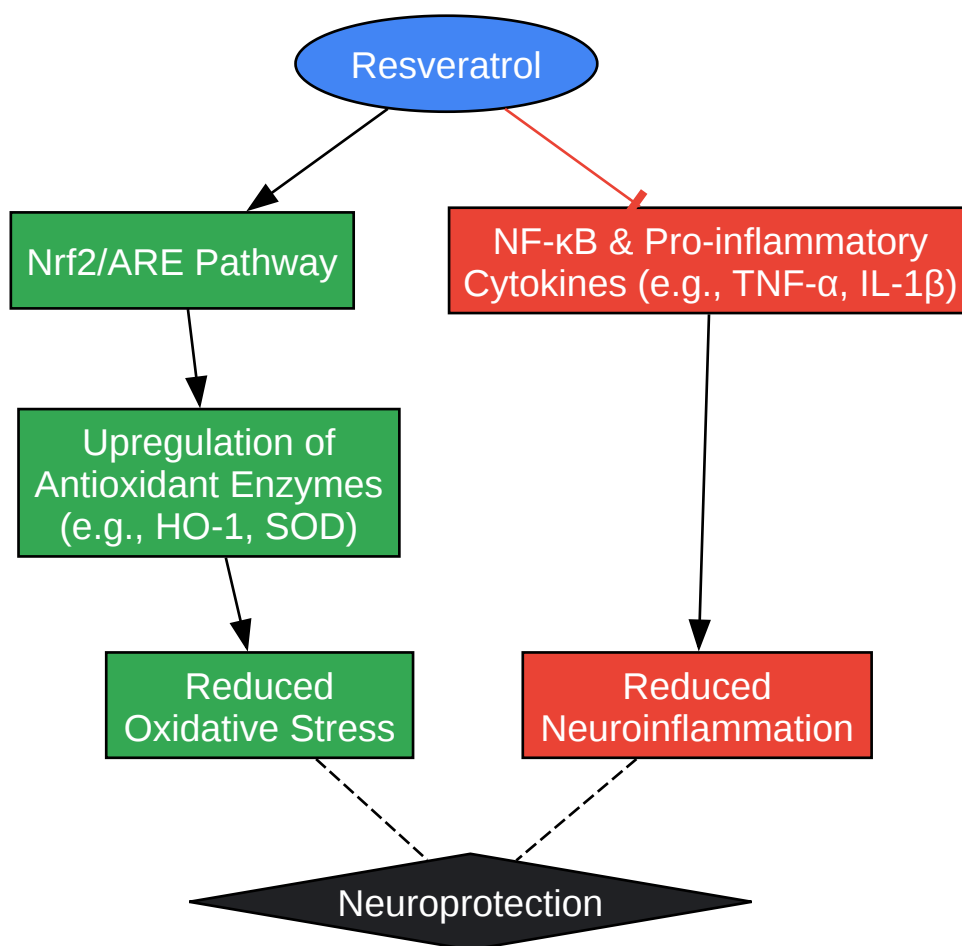 Resveratrol
Nrf2/ARE Pathway
NF-κB & Pro-inflammatory
Cytokines (e.g., TNF-α, IL-1β)
Upregulation of
Antioxidant Enzymes
(e.g., HO-1, SOD)
Reduced
Oxidative Stress
Reduced
Neuroinflammation
Neuroprotection